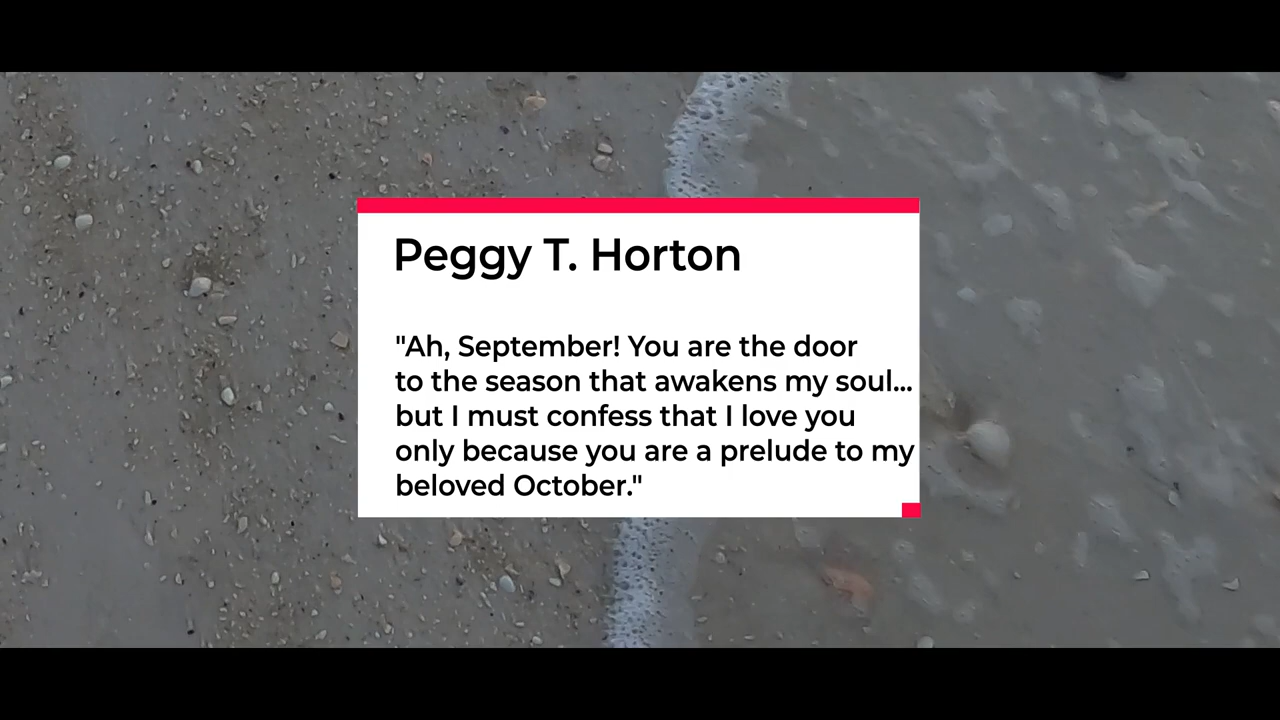 Peggy T. Horton
"Ah, September! You are the door
to the season that awakens my soul...
but I must confess that I love you
only because you are a prelude to my
beloved October."